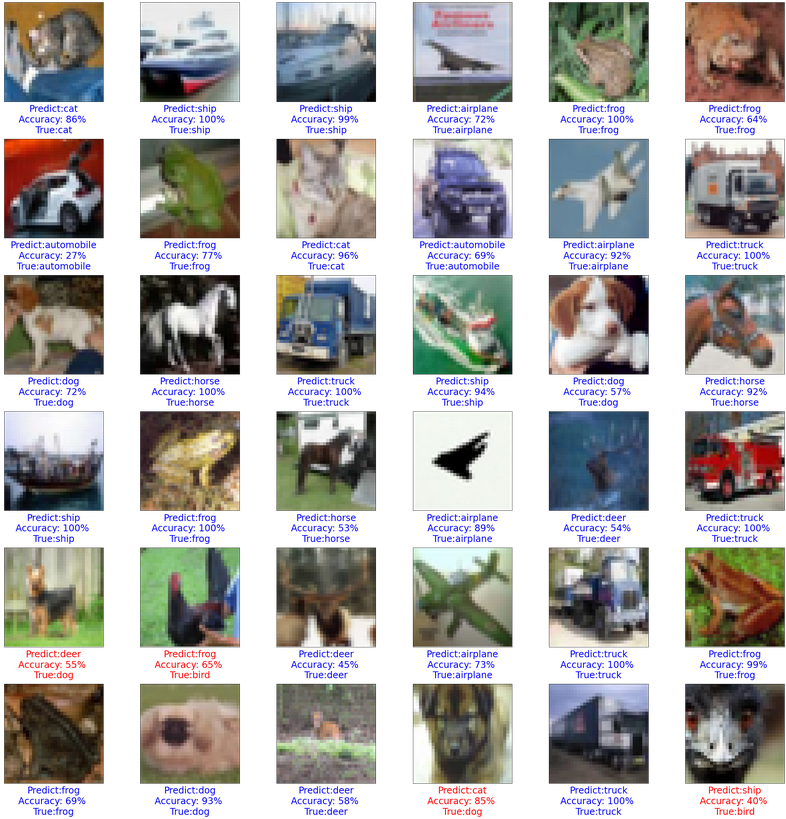 Predict:cat
Accuracy: 86%
True:cat
Predict:ship
Accuracy: 100%
True:ship
Predict:ship
Accuracy: 99%
True:ship
Predict:airplane
Accuracy: 72%
True:airplane
Predict:frog
Accuracy: 100%
True:frog
Predict:frog
Accuracy: 64%
True:frog
Predict:automobile
Accuracy: 27%
True:automobile
Predict:frog
Accuracy: 77%
True:frog
Predict:cat
Accuracy: 96%
True:cat
Predict:automobile
Accuracy: 69%
True:automobile
Predict:airplane
Accuracy: 92%
True:airplane
Predict:truck
Accuracy: 100%
True:truck
Predict:dog
Accuracy: 72%
True:dog
Predict:horse
Accuracy: 100%
True:horse
Predict:truck
Accuracy: 100%
True:truck
Predict:ship
Accuracy: 94%
True:ship
Predict:dog
Accuracy: 57%
True:dog
Predict:horse
Accuracy: 92%
True:horse
Predict:ship
Accuracy: 100%
True:ship
Predict:frog
Accuracy: 100%
True:frog
Predict:horse
Accuracy: 53%
True:horse
Predict:airplane
Accuracy: 89%
True:airplane
Predict:deer
Accuracy: 54%
True:deer
Predict:truck
Accuracy: 100%
True:truck
Predict:deer
Accuracy: 55%
True:dog
Predict:frog
Accuracy: 65%
True:bird
Predict:deer
Accuracy: 45%
True:deer
Predict:airplane
Accuracy: 73%
True:airplane
Predict:truck
Accuracy: 100%
True:truck
Predict:frog
Accuracy: 99%
True:frog
Predict:frog
Accuracy: 69%
True:frog
Predict:dog
Accuracy: 93%
True:dog
Predict:deer
Accuracy: 58%
True:deer
Predict:cat
Accuracy: 85%
True:dog
Predict:truck
Accuracy: 100%
True:truck
Predict:ship
Accuracy: 40%
True:bird